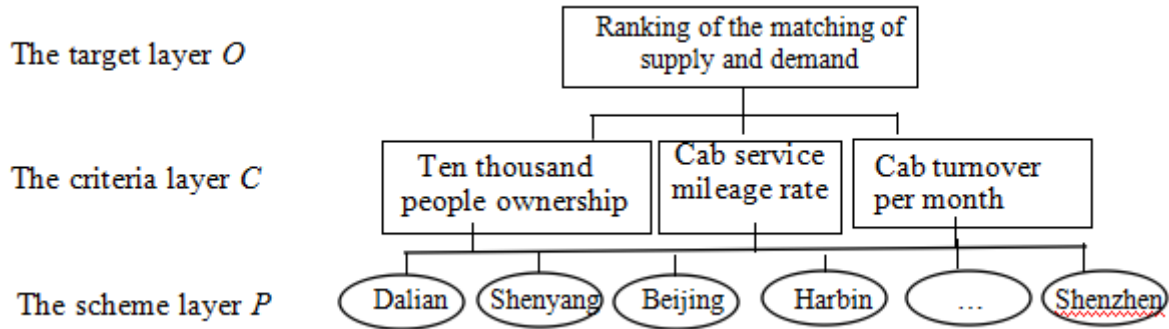 The target layer O
Ranking of the matching of
supply and demand
The criteria layer C
Ten thousand
people ownership
Cab service
mileage rate
Cab turnover
per month
The scheme layer P
Dalian
Shenyang
Beijing
Harbin
…
Shenzhen